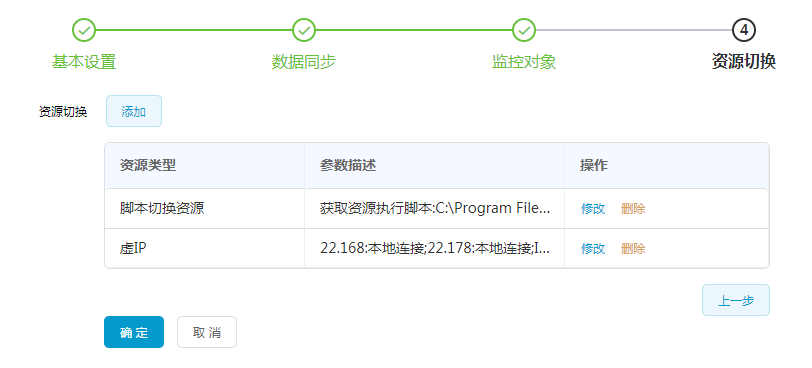 4
基本设置 数据同步 监控对象 资源切换
资源切换 添加
资源类型 参数描述 操作
脚本切换资源 获取资源执行脚本:C:\Program File... 修改 删除
虚IP 22.168:本地连接;22.178:本地连接;I... 修改 删除
上一步
确 定 取 消